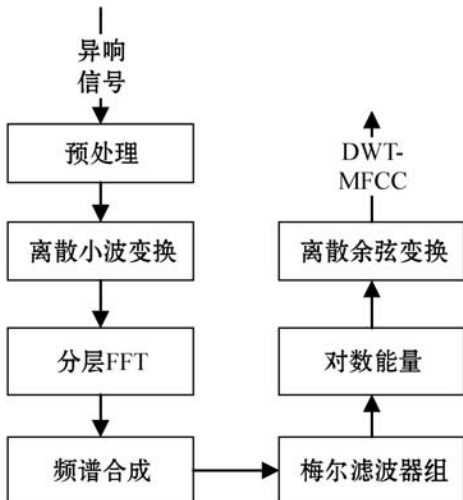 异响
信号
预处理
离散小波变换
分层FFT
频谱合成
梅尔滤波器组
对数能量
离散余弦变换
DWT-
MFCC